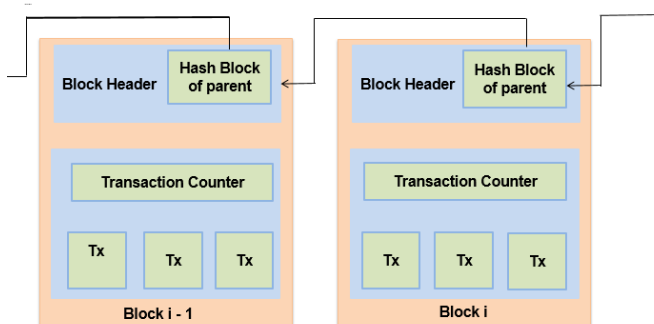 Block Header
Hash Block
of parent
Block Header
Hash Block
of parent
Transaction Counter
Transaction Counter
Tx Tx Tx
Tx Tx Tx
Block i - 1
Block i